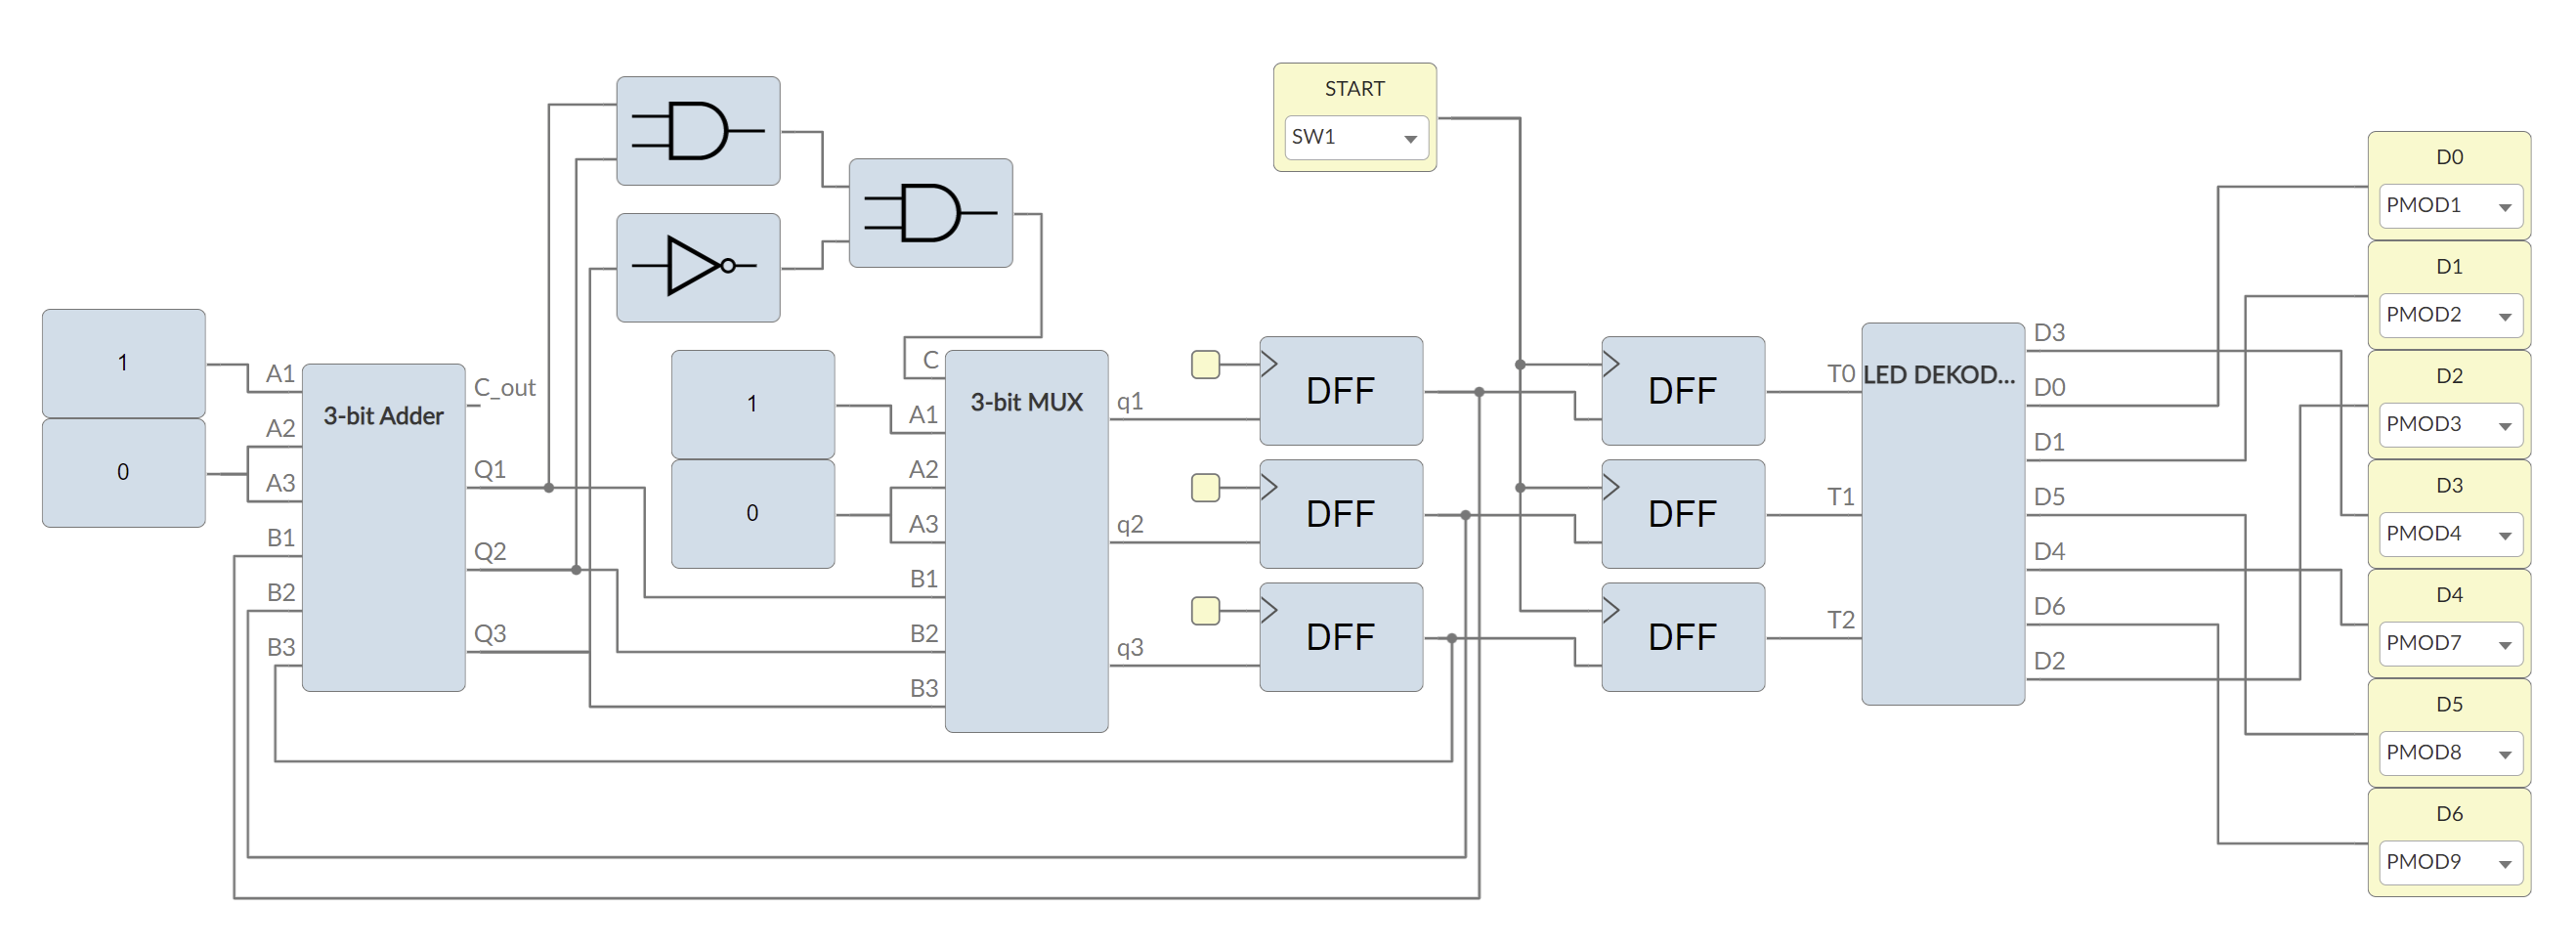 START
SW1
D0
PMOD1
D1
PMOD2
D2
PMOD3
D3
PMOD4
D4
PMOD7
D5
PMOD8
D6
PMOD9
1
0
A1
A2
A3
B1
B2
B3
3-bit Adder
C_out
Q1
Q2
Q3
1
0
C
A1
A2
A3
B1
B2
B3
3-bit MUX
q1
q2
q3
DFF
DFF
DFF
DFF
DFF
DFF
T0
T1
T2
LED DEKOD...
D3
D0
D1
D5
D4
D6
D2